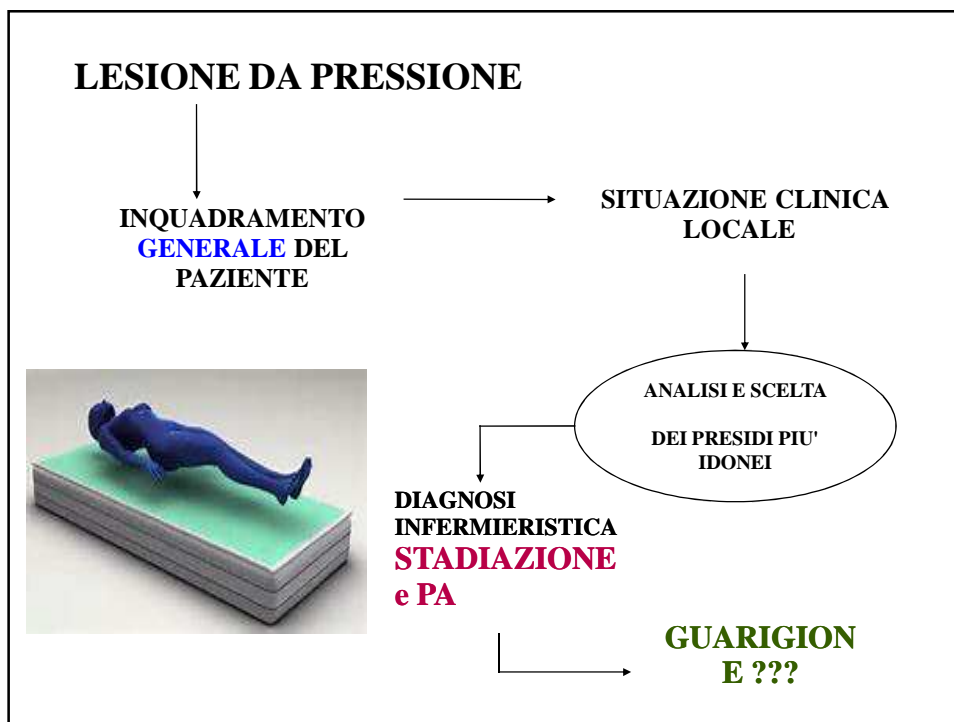 LESIONE DA PRESSIONE
INQUADRAMENTO
GENERALE DEL
PAZIENTE
SITUAZIONE CLINICA
LOCALE
ANALISI E SCELTA
DEI PRESIDI PIU'
IDONEI
DIAGNOSI
INFERMIERISTICA
STADIAZIONE
e PA
GUARIGION
E ???